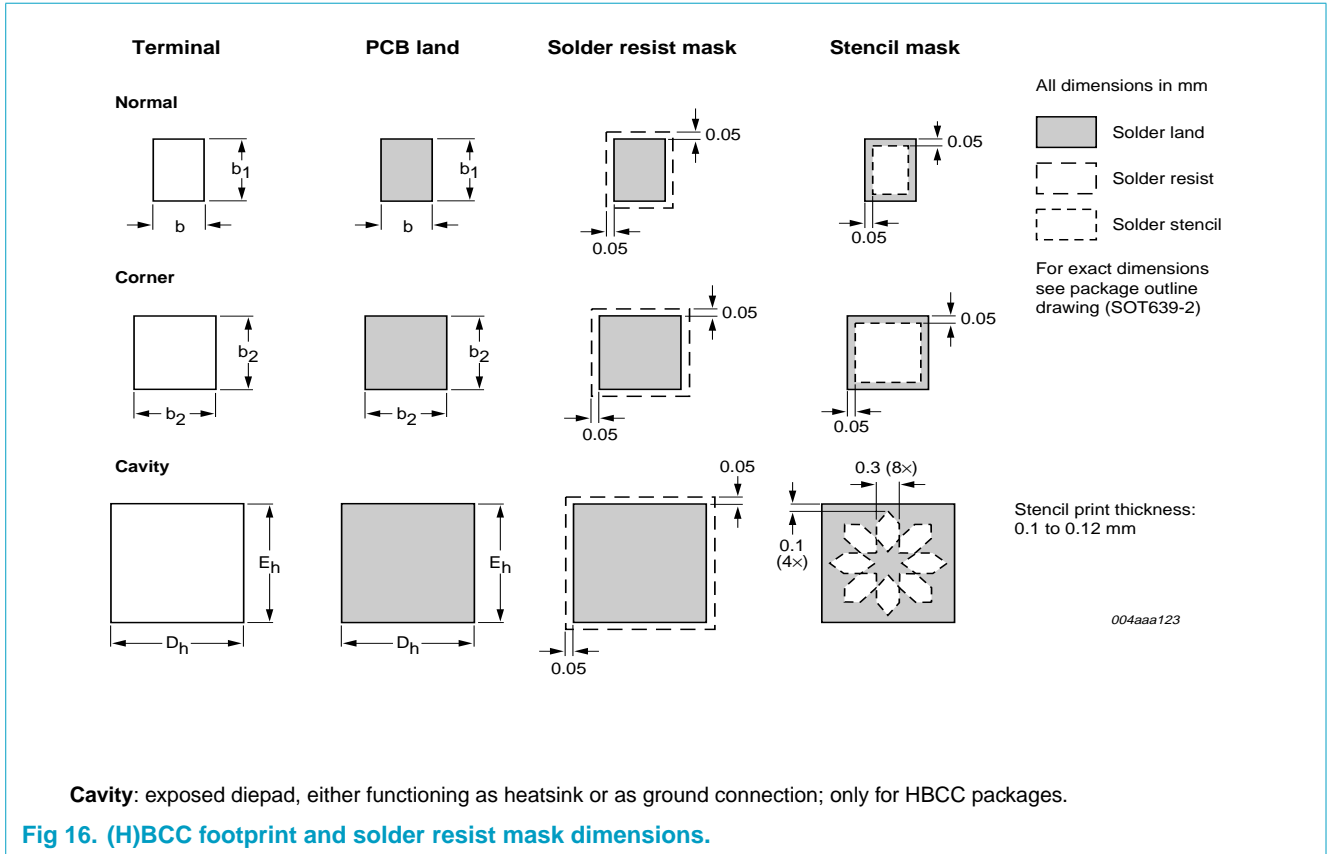 Terminal PCB land Solder resist mask Stencil mask
All dimensions in mm
Solder land
Solder resist
Solder stencil
For exact dimensions
see package outline
drawing (SOT639-2)
Normal
b1
b
b1
b
0.05
0.05
0.05
0.05
Corner
b2
b2
b2
b2
0.05
0.05
0.05
0.05
Cavity
Eh
Dh
Eh
Dh
0.05
0.05
0.3 (8×)
0.1
(4×)
Stencil print thickness:
0.1 to 0.12 mm
004aaa123
Cavity: exposed diepad, either functioning as heatsink or as ground connection; only for HBCC packages.
Fig 16. (H)BCC footprint and solder resist mask dimensions.